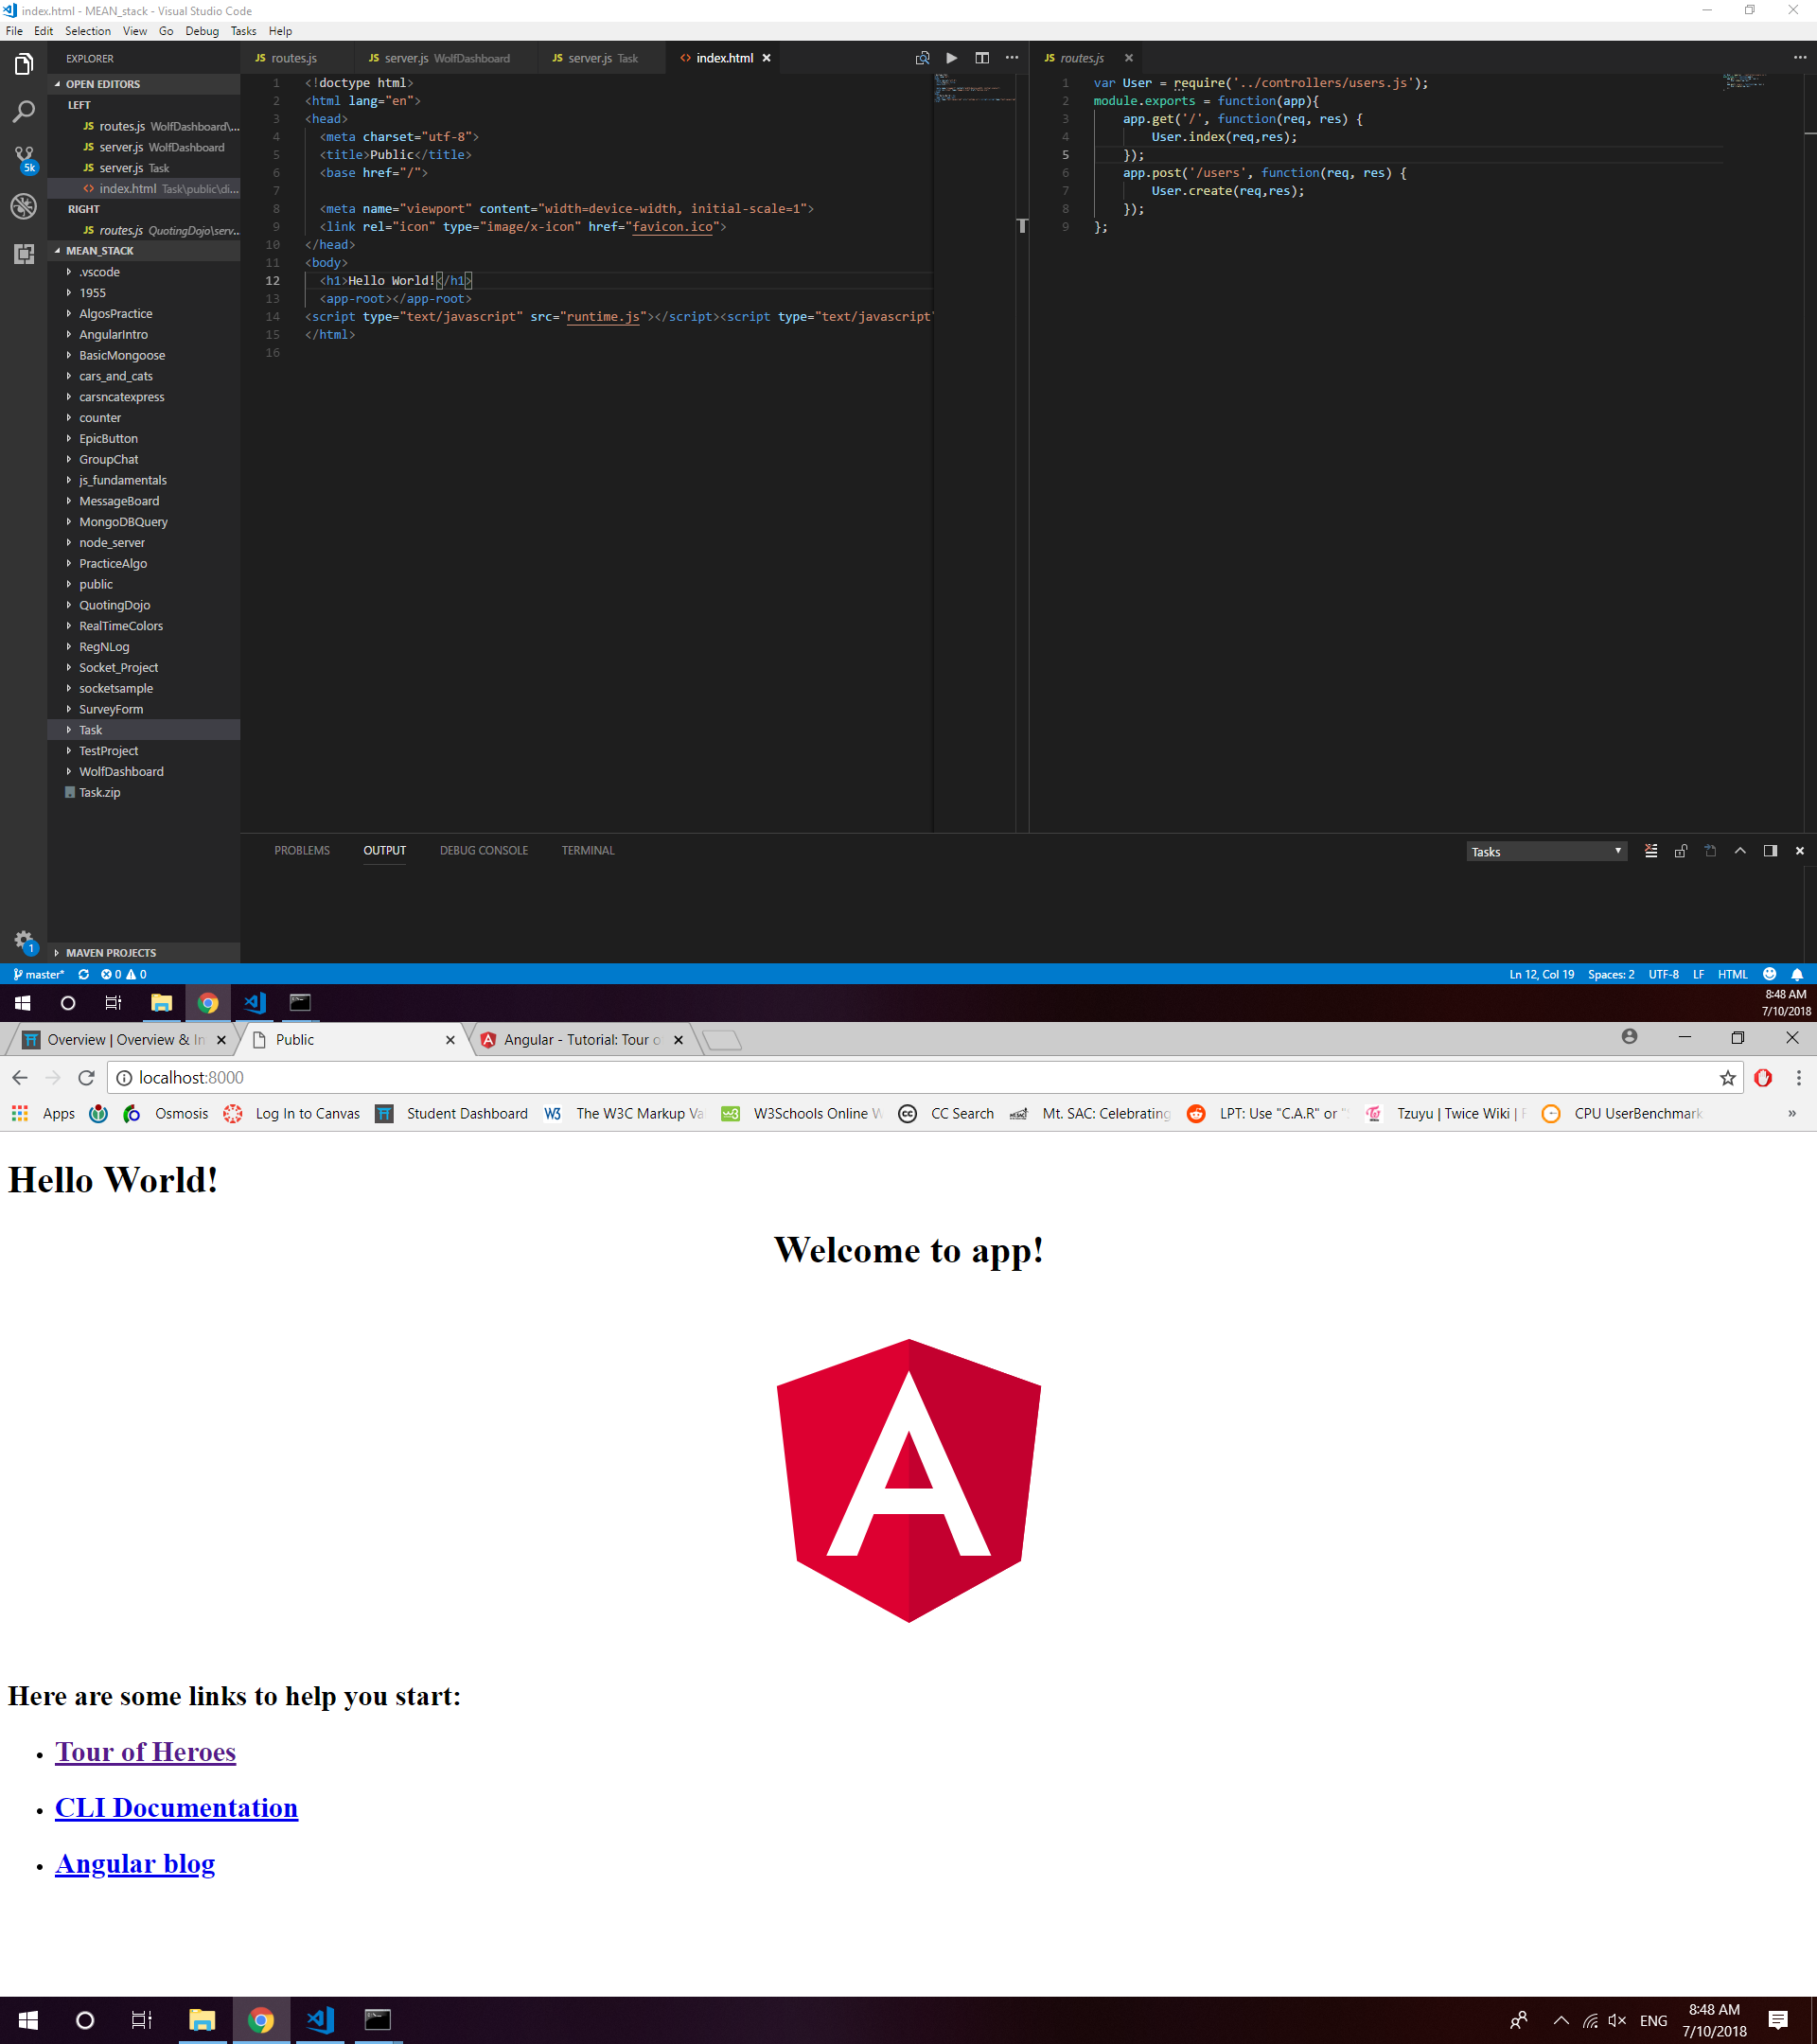 index.html - MEAN_stack - Visual Studio Code
File Edit Selection View Go Debug Tasks Help
EXPLORER
OPEN EDITORS
LEFT
JS routes.js WolfDashboard\...
JS server.js WolfDashboard
JS server.js Task
<> index.html Task\public\di...
RIGHT
JS routes.js QuotingDojo\serv...
MEAN_STACK
.vscode
1955
AlgosPractice
AngularIntro
BasicMongoose
cars_and_cats
carsncatexpress
counter
EpicButton
GroupChat
js_fundamentals
MessageBoard
MongoDBQuery
node_server
PracticeAlgo
public
QuotingDojo
RealTimeColors
RegNLog
Socket_Project
socketsample
SurveyForm
Task
TestProject
WolfDashboard
Task.zip
MAVEN PROJECTS
5k
1
JS routes.js JS server.js WolfDashboard JS server.js Task <> index.html
1 <!doctype html>
2 <html lang="en">
3 <head>
4 <meta charset="utf-8">
5 <title>Public</title>
6 <base href="/">
7
8 <meta name="viewport" content="width=device-width, initial-scale=1">
9 <link rel="icon" type="image/x-icon" href="favicon.ico">
10 </head>
11 <body>
12 <h1>Hello World!</h1>
13 <app-root></app-root>
14 <script type="text/javascript" src="runtime.js"></script><script type="text/javascript"
15 </html>
16
JS routes.js
1 var User = require('../controllers/users.js');
2 module.exports = function(app){
3 app.get('/', function(req, res) {
4 User.index(req,res);
5 });
6 app.post('/users', function(req, res) {
7 User.create(req,res);
8 });
9 };
PROBLEMS OUTPUT DEBUG CONSOLE TERMINAL Tasks
master* 0 0 Ln 12, Col 19 Spaces: 2 UTF-8 LF HTML
8:48 AM
7/10/2018
Overview | Overview & In Public Angular - Tutorial: Tour o
localhost:8000
Apps Osmosis Log In to Canvas Student Dashboard W3 The W3C Markup Va w3 W3Schools Online W cc CC Search Mt. SAC: Celebrating LPT: Use "C.A.R" or " Tzuyu | Twice Wiki | F CPU UserBenchmark »
Hello World!
Welcome to app!
A
Here are some links to help you start:
Tour of Heroes
CLI Documentation
Angular blog
ENG
8:48 AM
7/10/2018